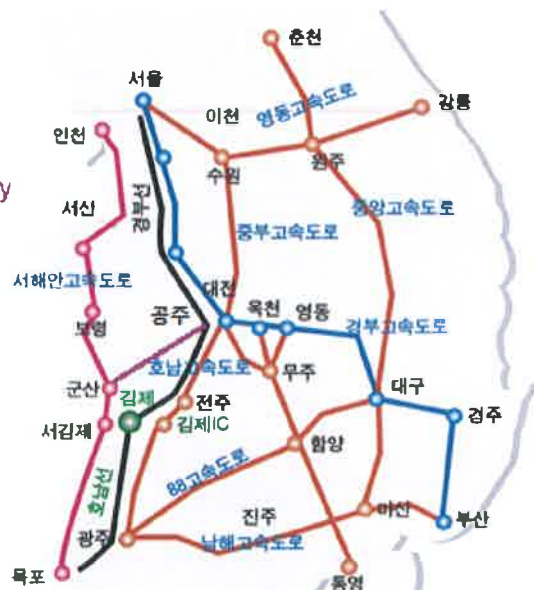 춘천
서울
강릉
이천
영동고속도로
인천
수원
원주
y
경부선
서산
중앙고속도로
중부고속도로
서해안고속도로
대전
옥천
영동
공주
보령
경부고속도로
호남고속도로
무주
군산
김제
전주
대구
서김제
김제IC
경주
함양
88고속도로
호남선
진주
마산
부산
광주
남해고속도로
목포
통영